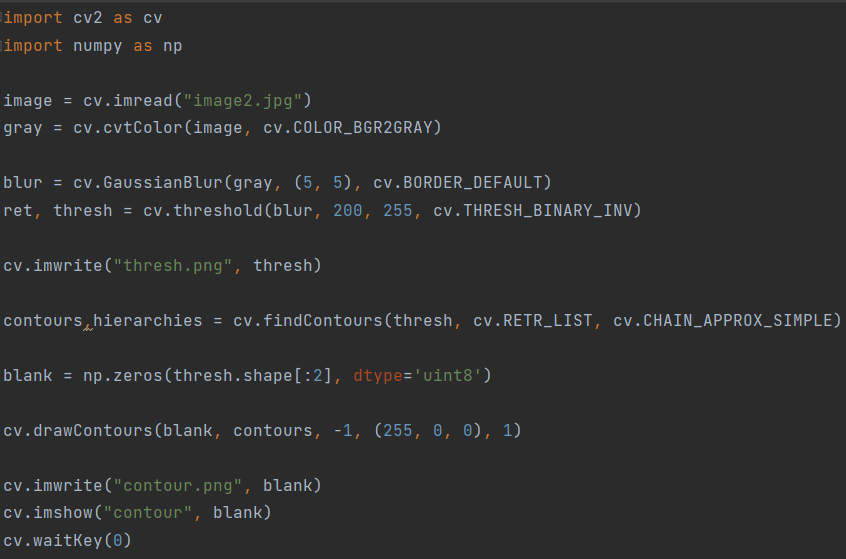 import cv2 as cv
import numpy as np
image = cv.imread("image2.jpg")
gray = cv.cvtColor(image, cv.COLOR_BGR2GRAY)
blur = cv.GaussianBlur(gray, (5, 5), cv.BORDER_DEFAULT)
ret, thresh = cv.threshold(blur, 200, 255, cv.THRESH_BINARY_INV)
cv.imwrite("thresh.png", thresh)
contours,hierarchies = cv.findContours(thresh, cv.RETR_LIST, cv.CHAIN_APPROX_SIMPLE)
blank = np.zeros(thresh.shape[:2], dtype='uint8')
cv.drawContours(blank, contours, -1, (255, 0, 0), 1)
cv.imwrite("contour.png", blank)
cv.imshow("contour", blank)
cv.waitKey(0)